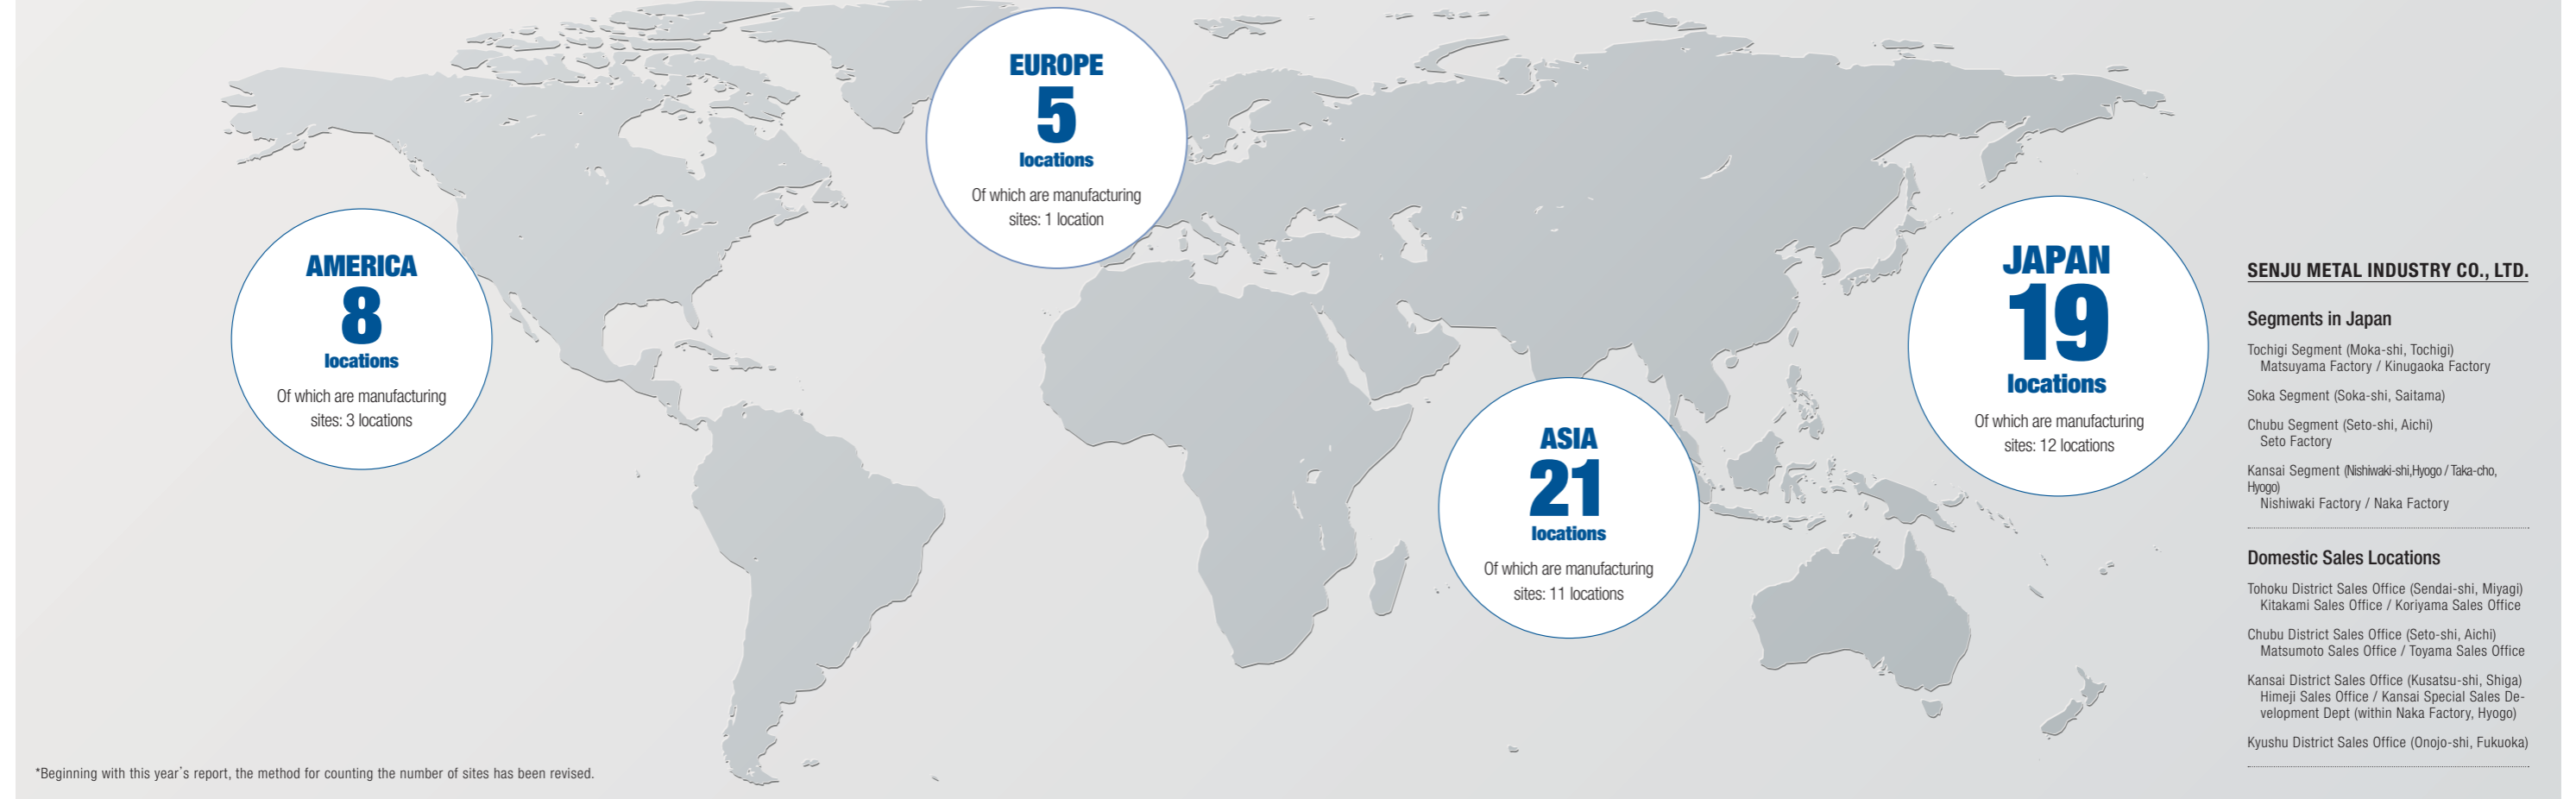 EUROPE
5
locations
Of which are manufacturing
sites: 1 location
AMERICA
8
locations
Of which are manufacturing
sites: 3 locations
ASIA
21
locations
Of which are manufacturing
sites: 11 locations
JAPAN
19
locations
Of which are manufacturing
sites: 12 locations
SENJU METAL INDUSTRY CO., LTD.
Segments in Japan
Tochigi Segment (Moka-shi, Tochigi)
Matsuyama Factory / Kinugaoka Factory
Soka Segment (Soka-shi, Saitama)
Chubu Segment (Seto-shi, Aichi)
Seto Factory
Kansai Segment (Nishiwaki-shi,Hyogo / Taka-cho,
Hyogo)
Nishiwaki Factory / Naka Factory
Domestic Sales Locations
Tohoku District Sales Office (Sendai-shi, Miyagi)
Kitakami Sales Office / Koriyama Sales Office
Chubu District Sales Office (Seto-shi, Aichi)
Matsumoto Sales Office / Toyama Sales Office
Kansai District Sales Office (Kusatsu-shi, Shiga)
Himeji Sales Office / Kansai Special Sales De-
velopment Dept (within Naka Factory, Hyogo)
Kyushu District Sales Office (Onojo-shi, Fukuoka)
*Beginning with this year's report, the method for counting the number of sites has been revised.